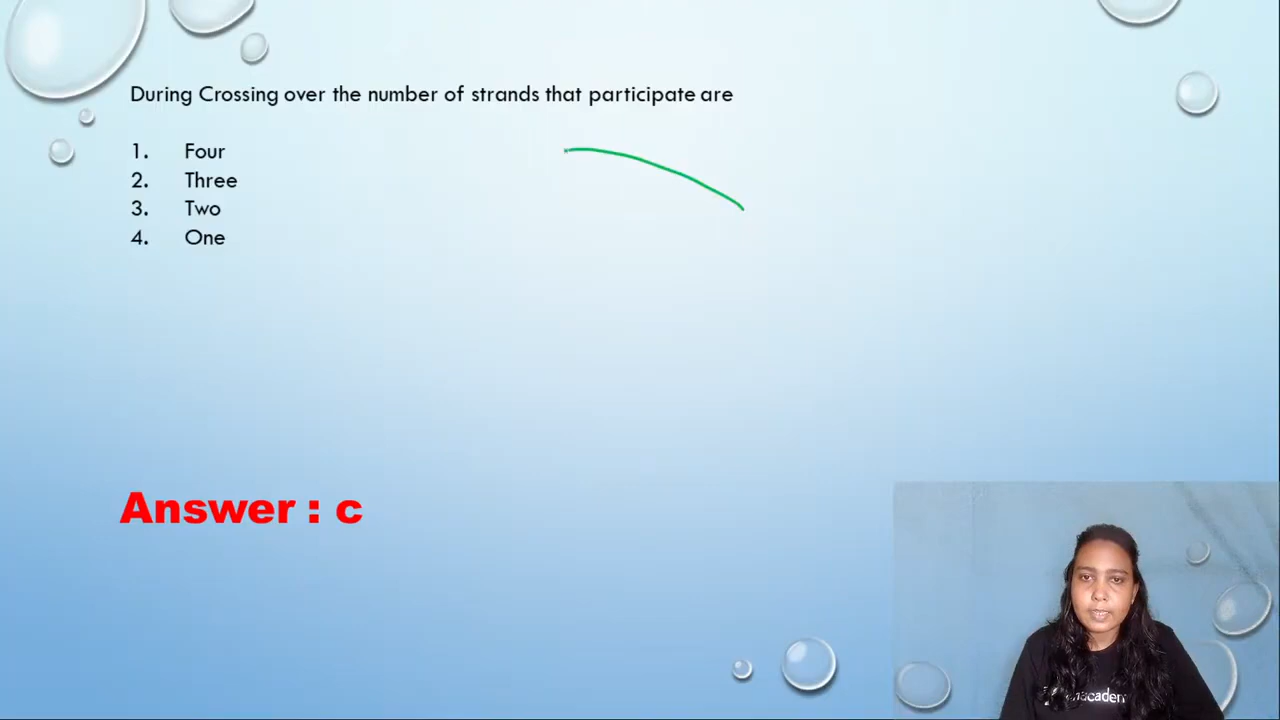 During Crossing over the number of strands that participate are
1. Four
2. Three
3. Two
4. One
Answer : c